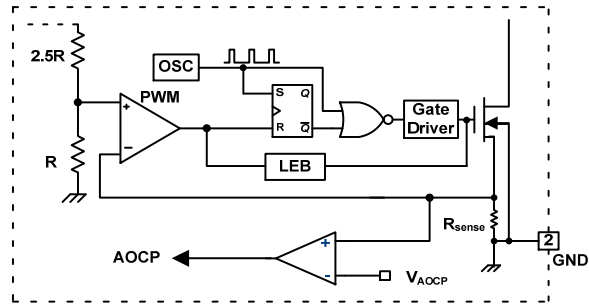 2.5R
OSC
PWM
S Q
R Q̅
Gate
Driver
+
−
R
LEB
Rsense
2
GND
AOCP
+
-
VAOCP